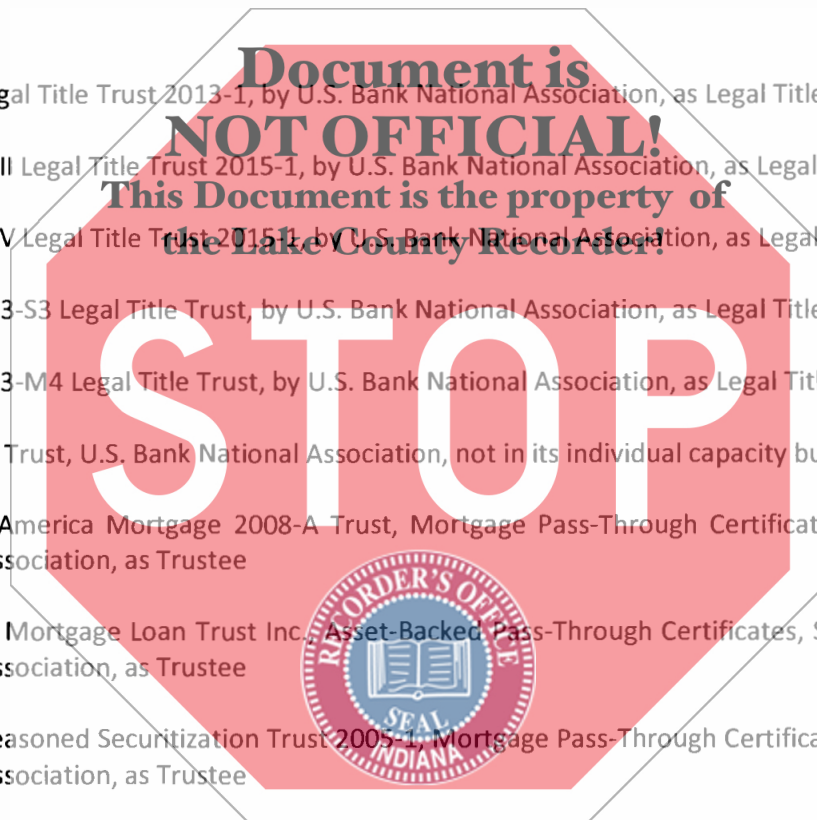 Document is
gal Title Trust 2013-1, by U.S. Bank National Association, as Legal Title
NOT OFFICIAL!
II Legal Title Trust 2015-1, by U.S. Bank National Association, as Legal
This Document is the property of
V Legal Title Trust 2015-1, by U.S. Bank National Association, as Legal
the Lake County Recorder!
3-S3 Legal Title Trust, by U.S. Bank National Association, as Legal Title
STOP
3-M4 Legal Title Trust, by U.S. Bank National Association, as Legal Tit
Trust, U.S. Bank National Association, not in its individual capacity bu
America Mortgage 2008-A Trust, Mortgage Pass-Through Certificat
ssociation, as Trustee
RECORDER'S OFFICE
Mortgage Loan Trust Inc., Asset-Backed Pass-Through Certificates, S
ssociation, as Trustee
SEAL
easoned Securitization Trust 2005-1, Mortgage Pass-Through Certifica
INDIANA
ssociation, as Trustee